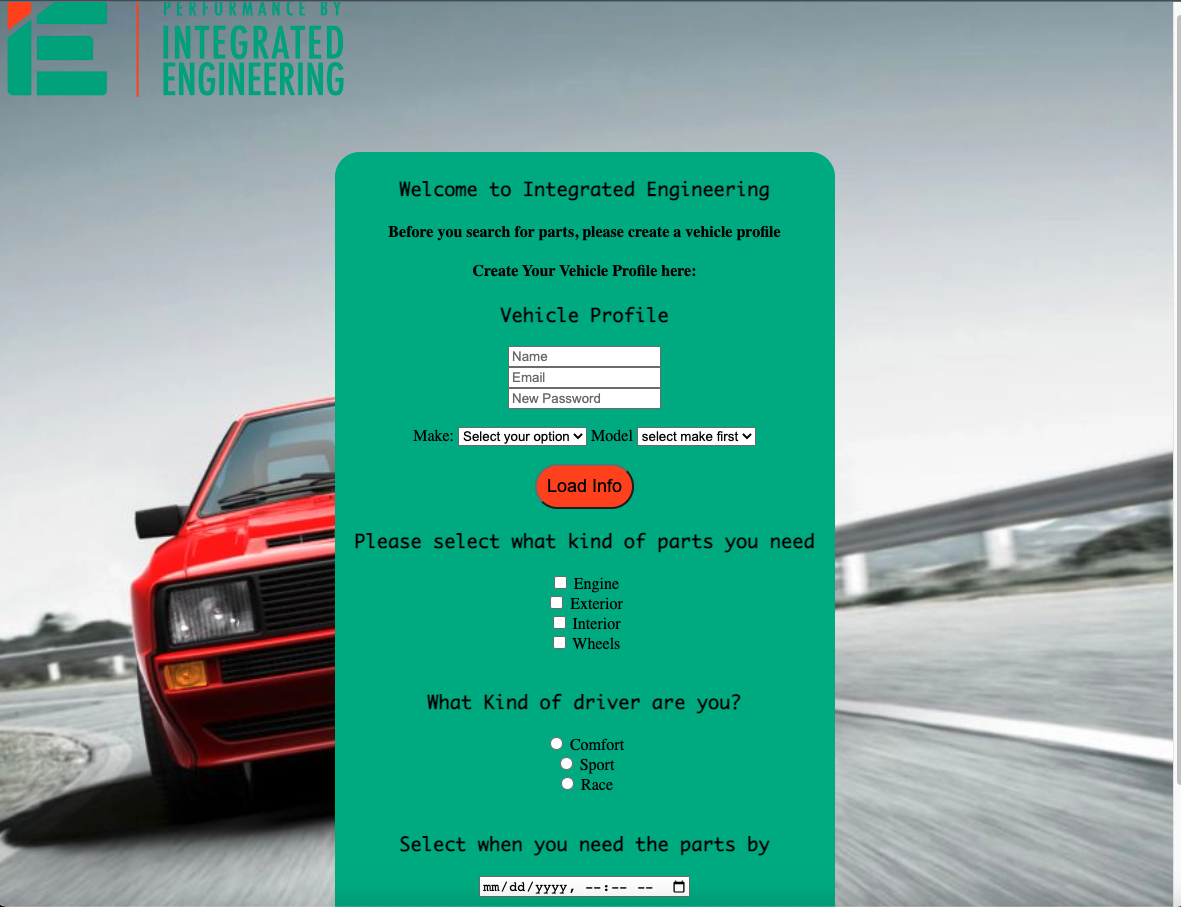 PERFORMANCE BY
INTEGRATED
ENGINEERING
Welcome to Integrated Engineering
Before you search for parts, please create a vehicle profile
Create Your Vehicle Profile here:
Vehicle Profile
Name
Email
New Password
Make: Select your option Model select make first
Load Info
Please select what kind of parts you need
Engine
Exterior
Interior
Wheels
What Kind of driver are you?
Comfort
Sport
Race
Select when you need the parts by
mm/dd/yyyy, --:-- --